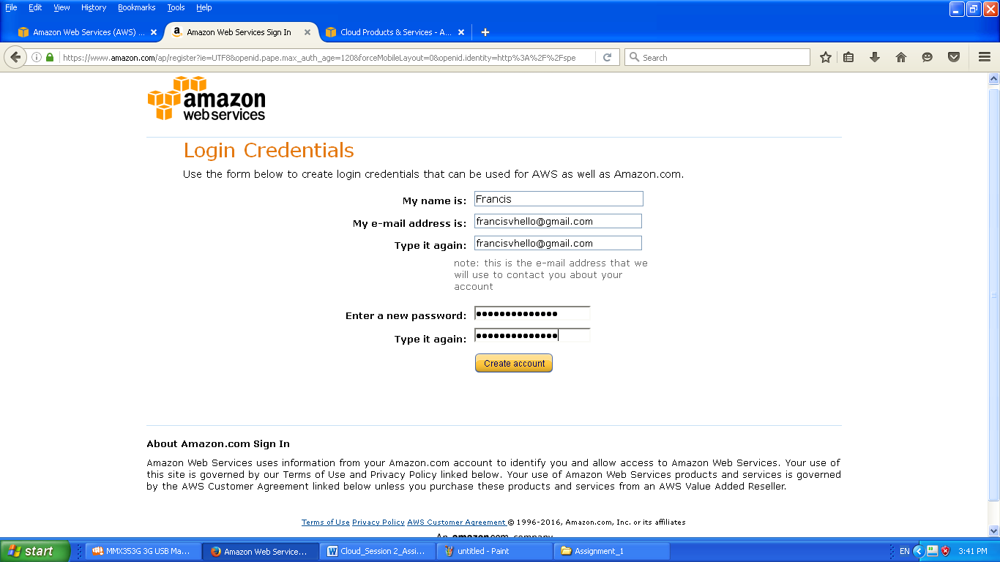 File Edit View History Bookmarks Tools Help
Amazon Web Services (AWS) ... Amazon Web Services Sign In Cloud Products & Services - A...
https://www.amazon.com/ap/register?ie=UTF8&openid.pape.max_auth_age=120&forceMobileLayout=0&openid.identity=http%3A%2F%2Fspe Search
amazon
web services
Login Credentials
Use the form below to create login credentials that can be used for AWS as well as Amazon.com.
My name is: Francis
My e-mail address is: francisvhello@gmail.com
Type it again: francisvhello@gmail.com
note: this is the e-mail address that we
will use to contact you about your
account
Enter a new password: ••••••••••••••
Type it again: ••••••••••••••
Create account
About Amazon.com Sign In
Amazon Web Services uses information from your Amazon.com account to identify you and allow access to Amazon Web Services. Your use of
this site is governed by our Terms of Use and Privacy Policy linked below. Your use of Amazon Web Services products and services is governed
by the AWS Customer Agreement linked below unless you purchase these products and services from an AWS Value Added Reseller.
Terms of Use Privacy Policy AWS Customer Agreement © 1996-2016, Amazon.com, Inc. or its affiliates
An amazon.com company
start MMX353G 3G USB Ma... Amazon Web Service... Cloud_Session 2_Assi... untitled - Paint Assignment_1 EN 3:41 PM